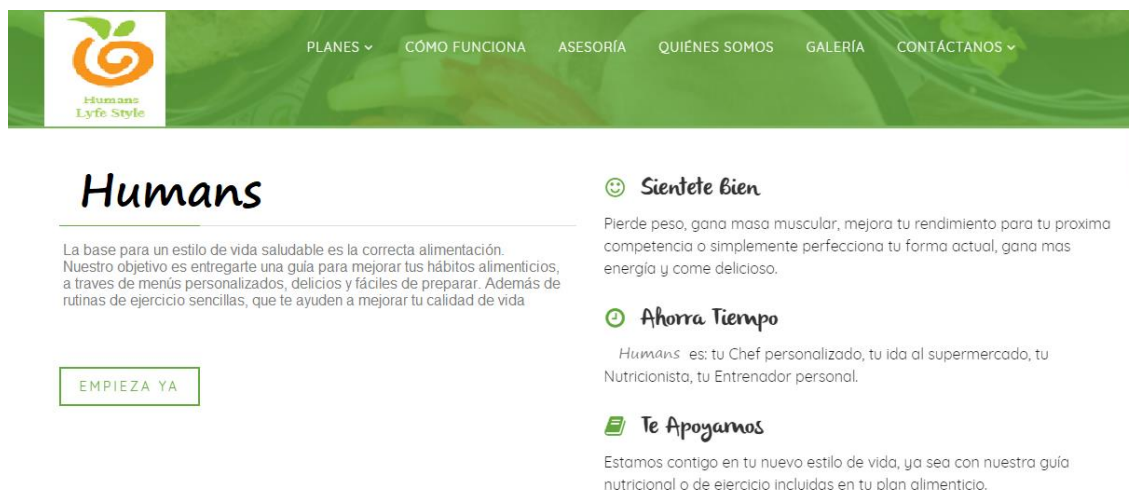 Humans
Lyfe Style
PLANES
CÓMO FUNCIONA
ASESORÍA
QUIÉNES SOMOS
GALERÍA
CONTÁCTANOS
Humans
La base para un estilo de vida saludable es la correcta alimentación.
Nuestro objetivo es entregarte una guía para mejorar tus hábitos alimenticios,
a traves de menús personalizados, delicios y fáciles de preparar. Además de
rutinas de ejercicio sencillas, que te ayuden a mejorar tu calidad de vida
EMPIEZA YA
Sientete Bien
Pierde peso, gana masa muscular, mejora tu rendimiento para tu proxima
competencia o simplemente perfecciona tu forma actual, gana mas
energía y come delicioso.
Ahorra Tiempo
Humans es: tu Chef personalizado, tu ida al supermercado, tu
Nutricionista, tu Entrenador personal.
Te Apoyamos
Estamos contigo en tu nuevo estilo de vida, ya sea con nuestra guía
nutricional o de ejercicio incluidas en tu plan alimenticio.